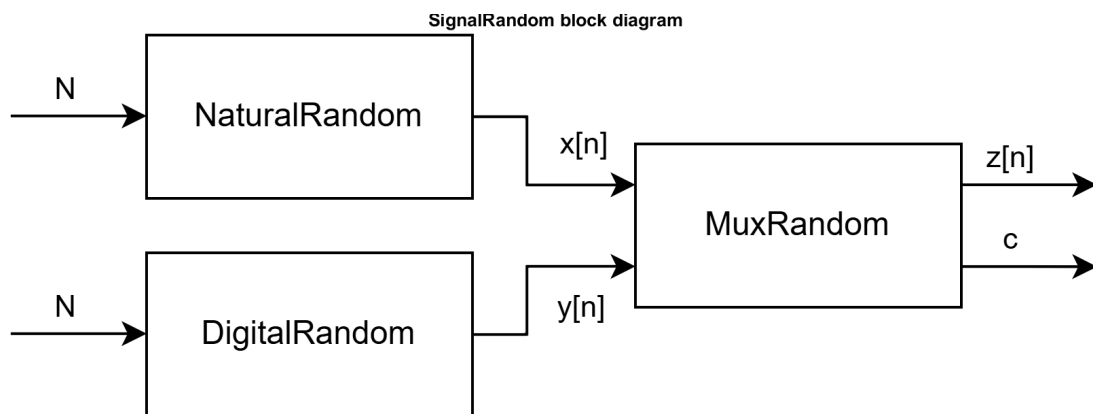 SignalRandom block diagram
N
NaturalRandom
x[n]
z[n]
MuxRandom
c
N
y[n]
DigitalRandom